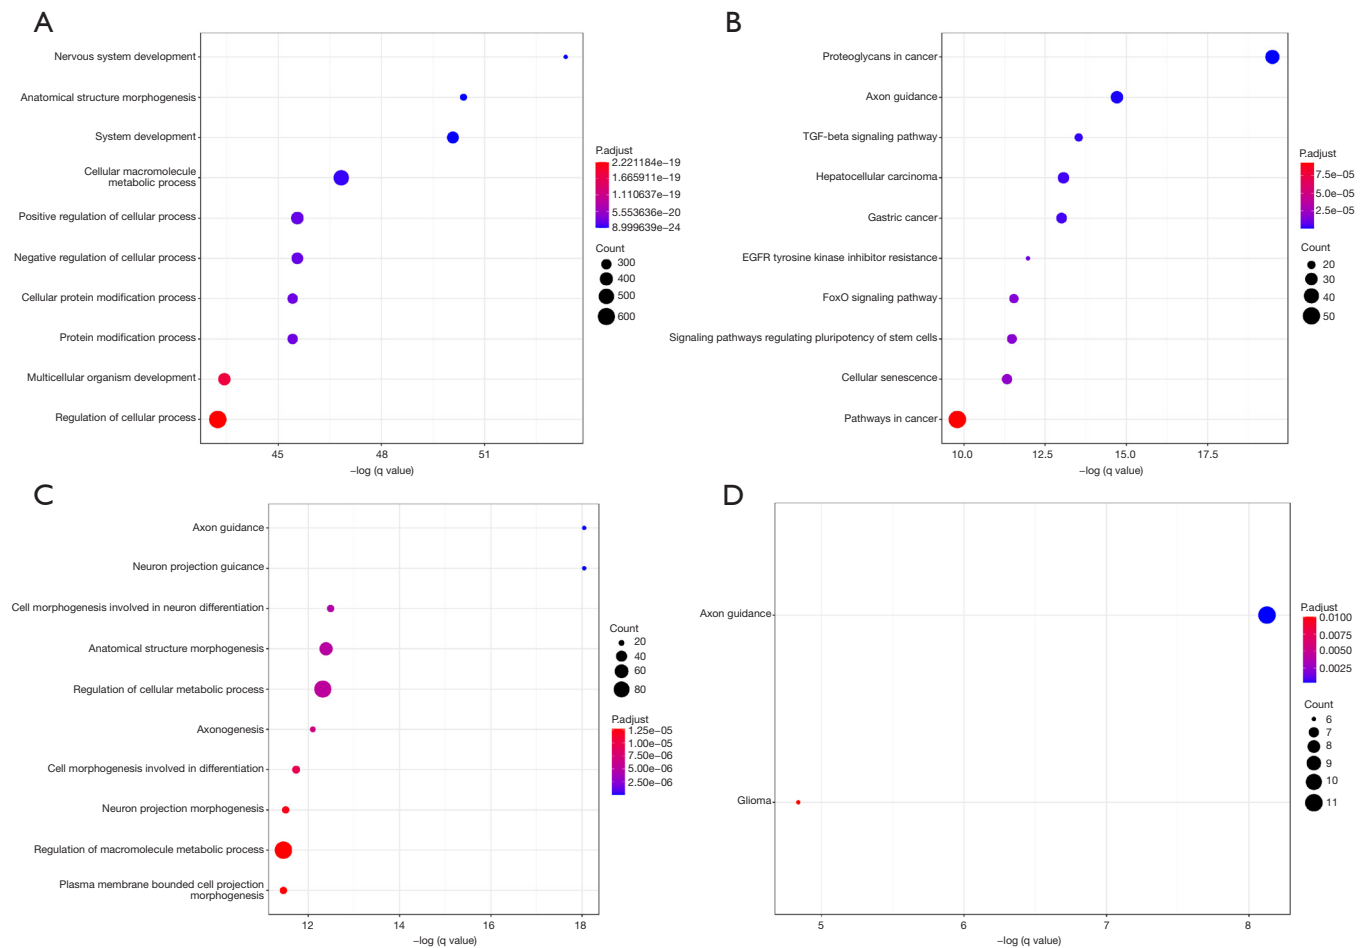 A
Nervous system development
Anatomical structure morphogenesis
System development
Cellular macromolecule
metabolic process
Positive regulation of cellular process
Negative regulation of cellular process
Cellular protein modification process
Protein modification process
Multicellular organism development
Regulation of cellular process
45 48 51
−log (q value)
P.adjust
2.221184e−19
1.665911e−19
1.110637e−19
5.553636e−20
8.999639e−24
Count
300
400
500
600
B
Proteoglycans in cancer
Axon guidance
TGF-beta signaling pathway
Hepatocellular carcinoma
Gastric cancer
EGFR tyrosine kinase inhibitor resistance
FoxO signaling pathway
Signaling pathways regulating pluripotency of stem cells
Cellular senescence
Pathways in cancer
10.0 12.5 15.0 17.5
−log (q value)
P.adjust
7.5e−05
5.0e−05
2.5e−05
Count
20
30
40
50
C
Axon guidance
Neuron projection guicance
Cell morphogenesis involved in neuron differentiation
Anatomical structure morphogenesis
Regulation of cellular metabolic process
Axonogenesis
Cell morphogenesis involved in differentiation
Neuron projection morphogenesis
Regulation of macromolecule metabolic process
Plasma membrane bounded cell projection
morphogenesis
12 14 16 18
−log (q value)
Count
20
40
60
80
P.adjust
1.25e−05
1.00e−05
7.50e−06
5.00e−06
2.50e−06
D
Axon guidance
Glioma
5 6 7 8
−log (q value)
P.adjust
0.0100
0.0075
0.0050
0.0025
Count
6
7
8
9
10
11